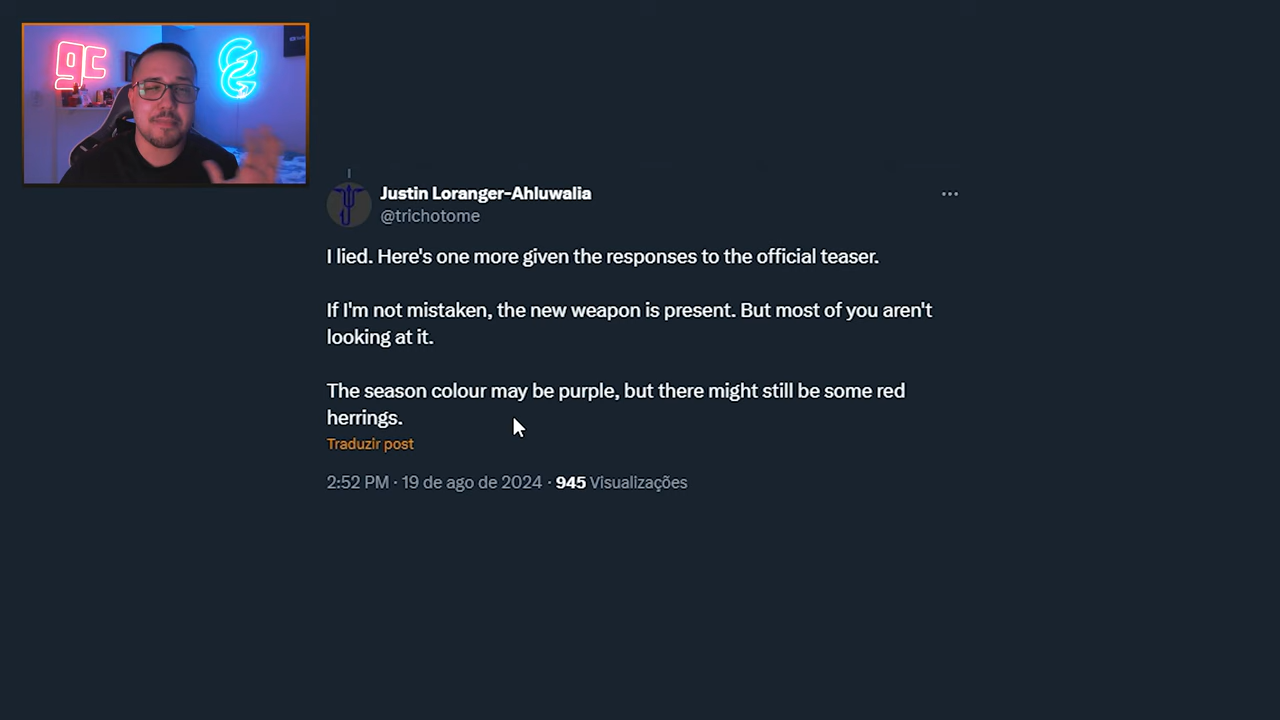 gc
Justin Loranger-Ahluwalia
@trichotome
I lied. Here's one more given the responses to the official teaser.
If I'm not mistaken, the new weapon is present. But most of you aren't
looking at it.
The season colour may be purple, but there might still be some red
herrings.
Traduzir post
2:52 PM · 19 de ago de 2024 · 945 Visualizações